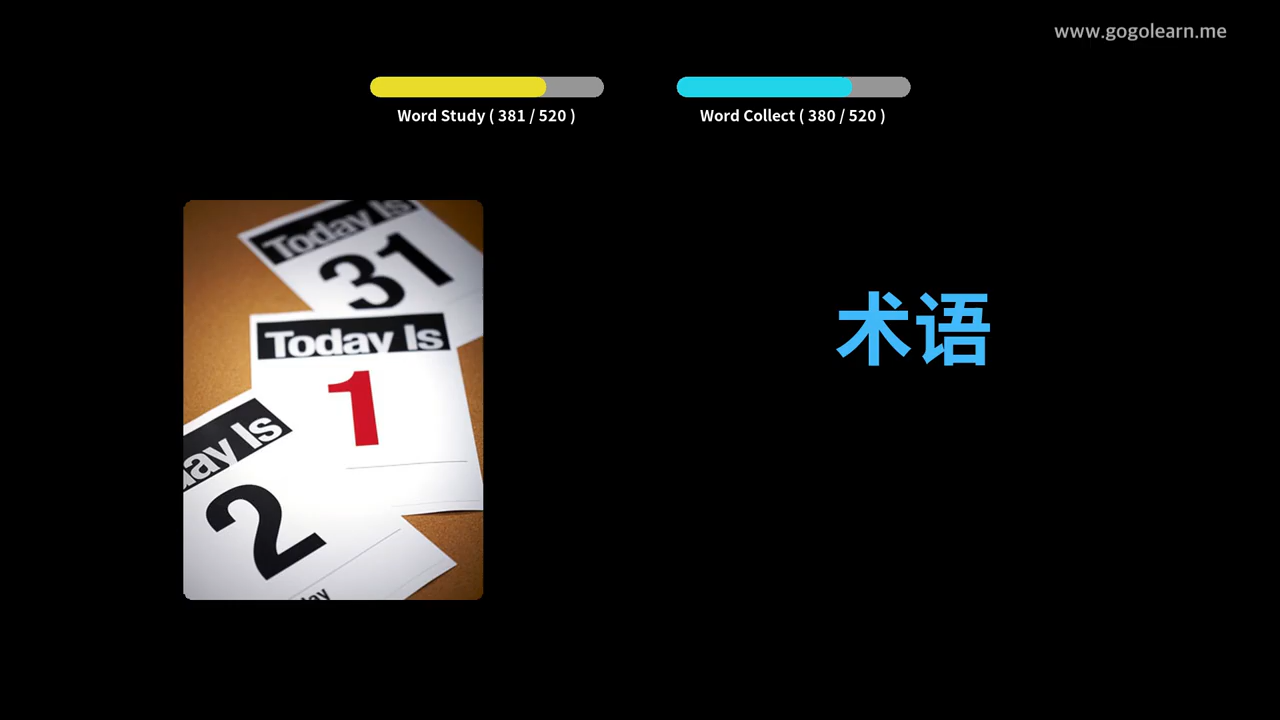 www.gogolearn.me
Word Study ( 381 / 520 )
Word Collect ( 380 / 520 )
Today Is
31
Today Is
1
术语
ay Is
2
ay